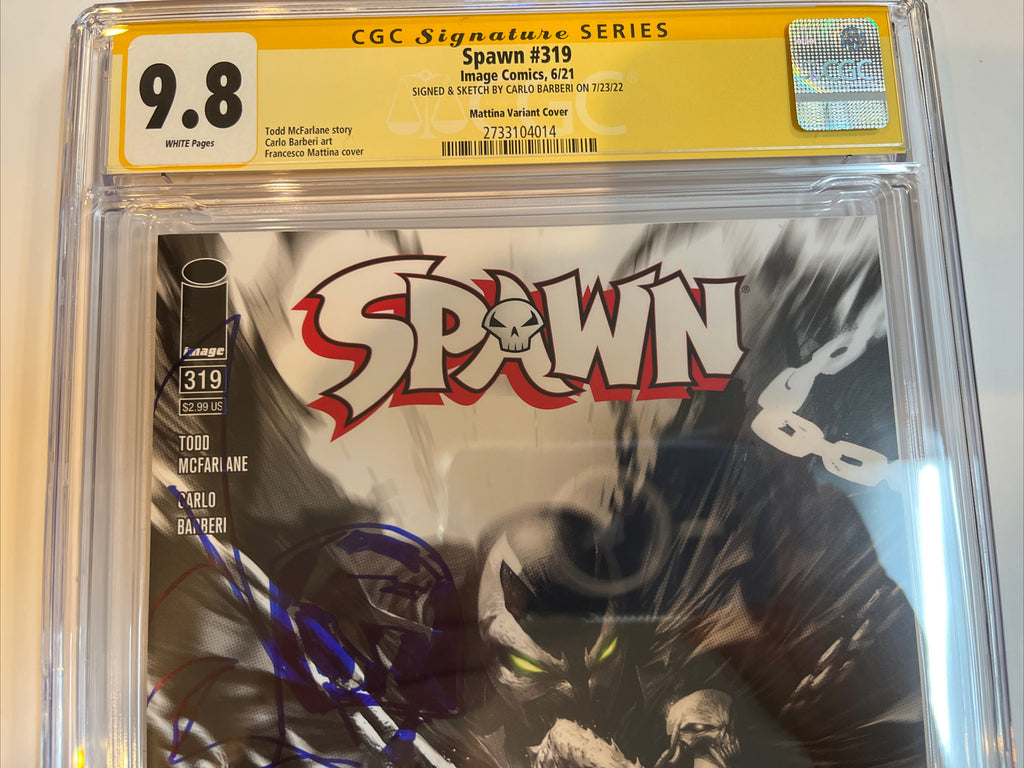 CGC Signature SERIES
Spawn #319
Image Comics, 6/21
SIGNED & SKETCH BY CARLO BARBERI ON 7/23/22
Mattina Variant Cover
2733104014
9.8
WHITE Pages
Todd McFarlane story
Carlo Barberi art
Francesco Mattina cover
CGC
CGC
SPAWN
image
319
$2.99 US
TODD
MCFARLANE
CARLO
BARBERI